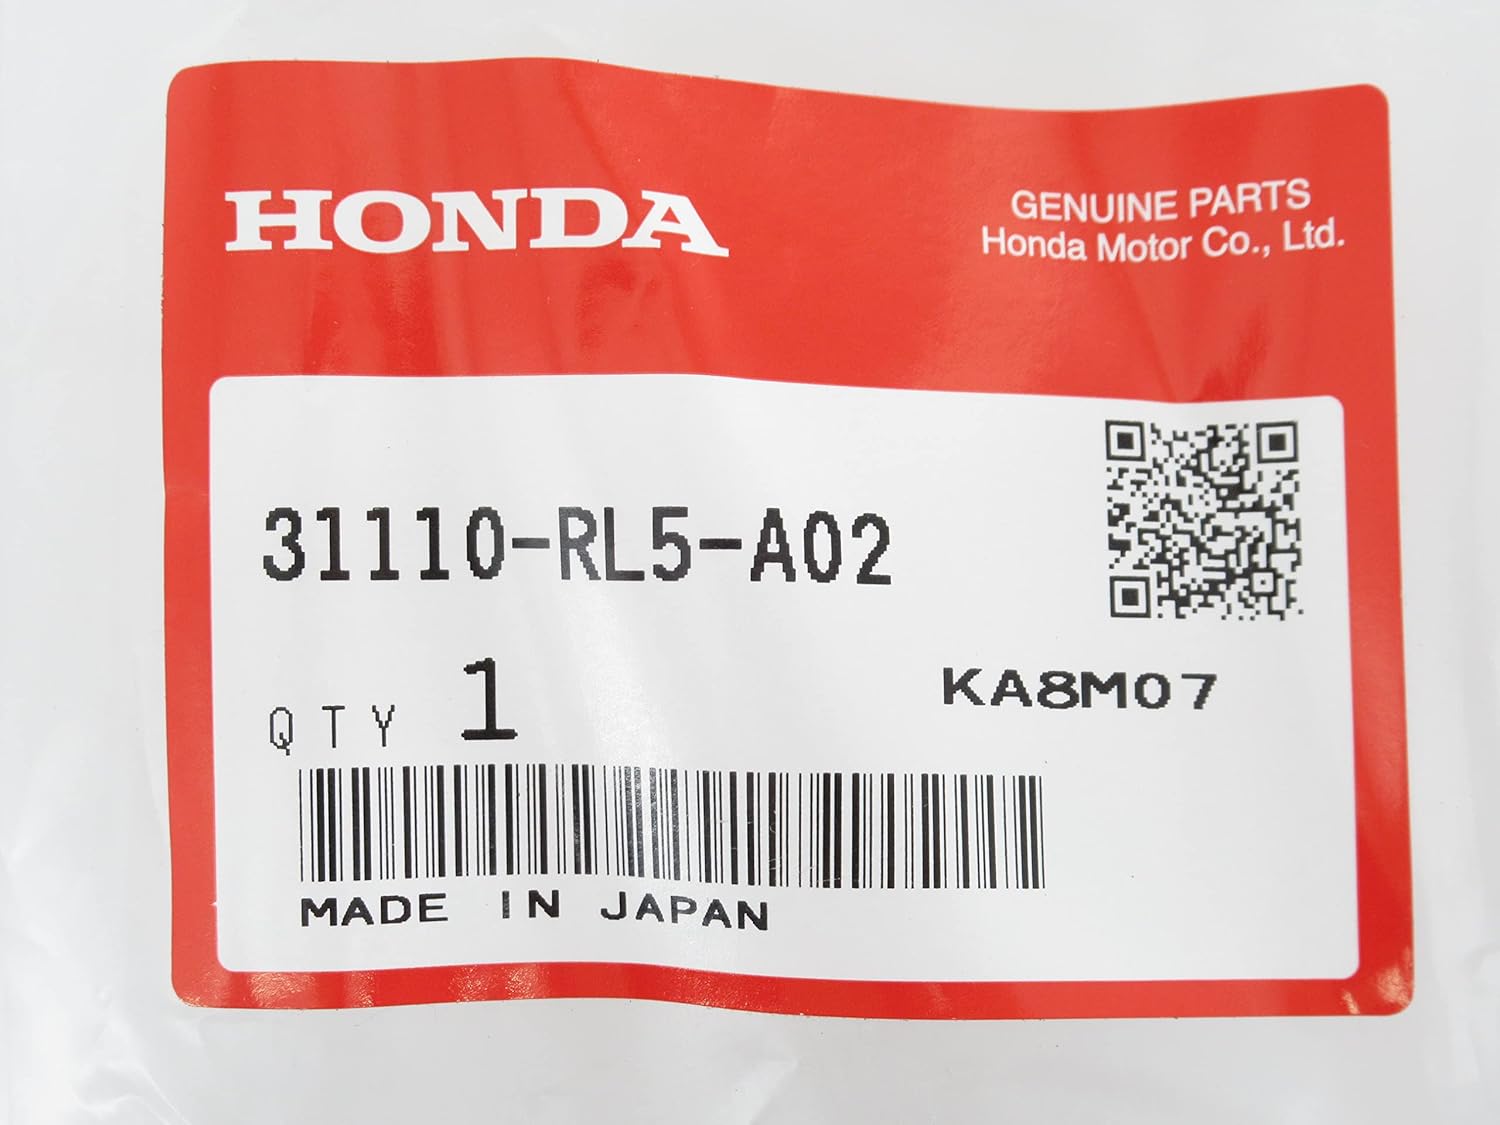 HONDA
GENUINE PARTS
Honda Motor Co., Ltd.
31110-RL5-A02
QTY 1
KA8M07
MADE IN JAPAN